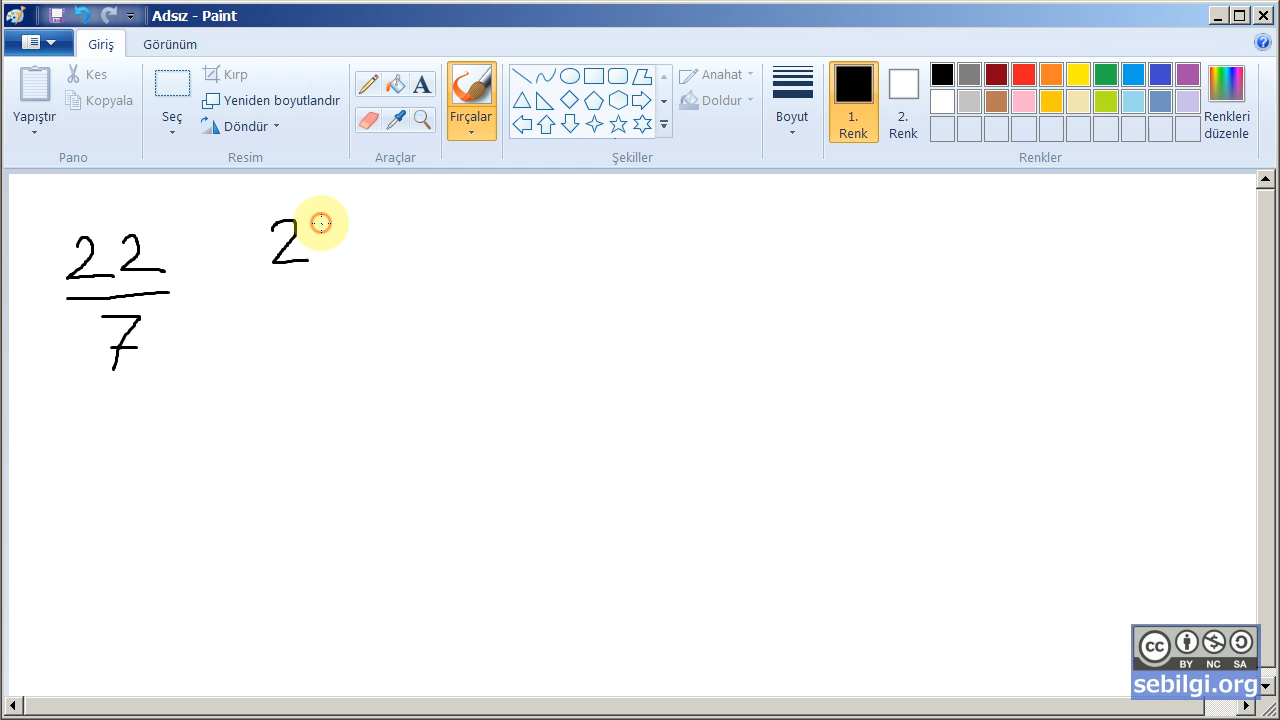 Adsız - Paint
Giriş Görünüm
Yapıştır
Kes
Kopyala
Pano
Seç
Kırp
Yeniden boyutlandır
Döndür
Resim
Araçlar
Fırçalar
Şekiller
Anahat
Doldur
Boyut
1. Renk
2. Renk
Renkleri düzenle
Renkler
22
7
2
CC BY NC SA
sebilgi.org